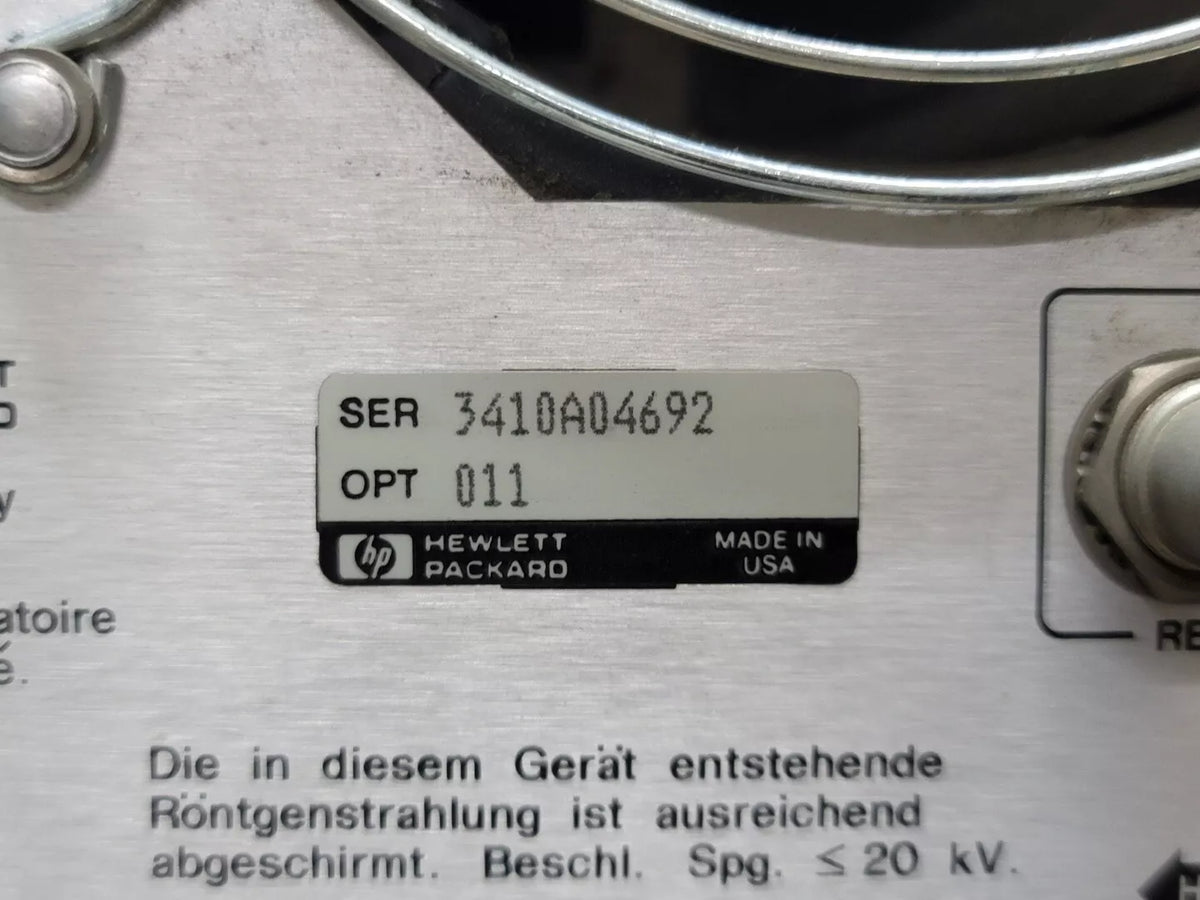 SER 3410A04692
OPT 011
hp HEWLETT PACKARD
MADE IN USA
atoire
é.
Die in diesem Gerät entstehende
Röntgenstrahlung ist ausreichend
abgeschirmt. Beschl. Spg. ≤ 20 kV.